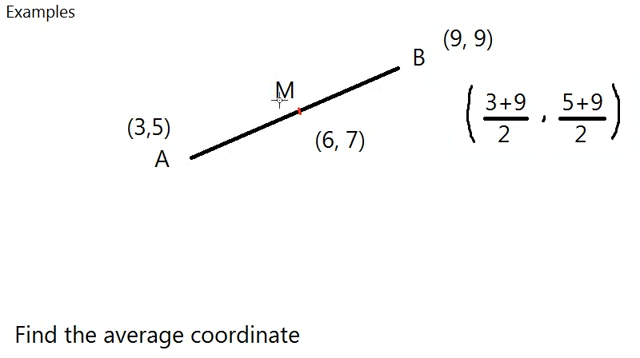 Examples
(9, 9)
B
M
(3,5)
A
(6, 7)
(3+9/2, 5+9/2)
Find the average coordinate